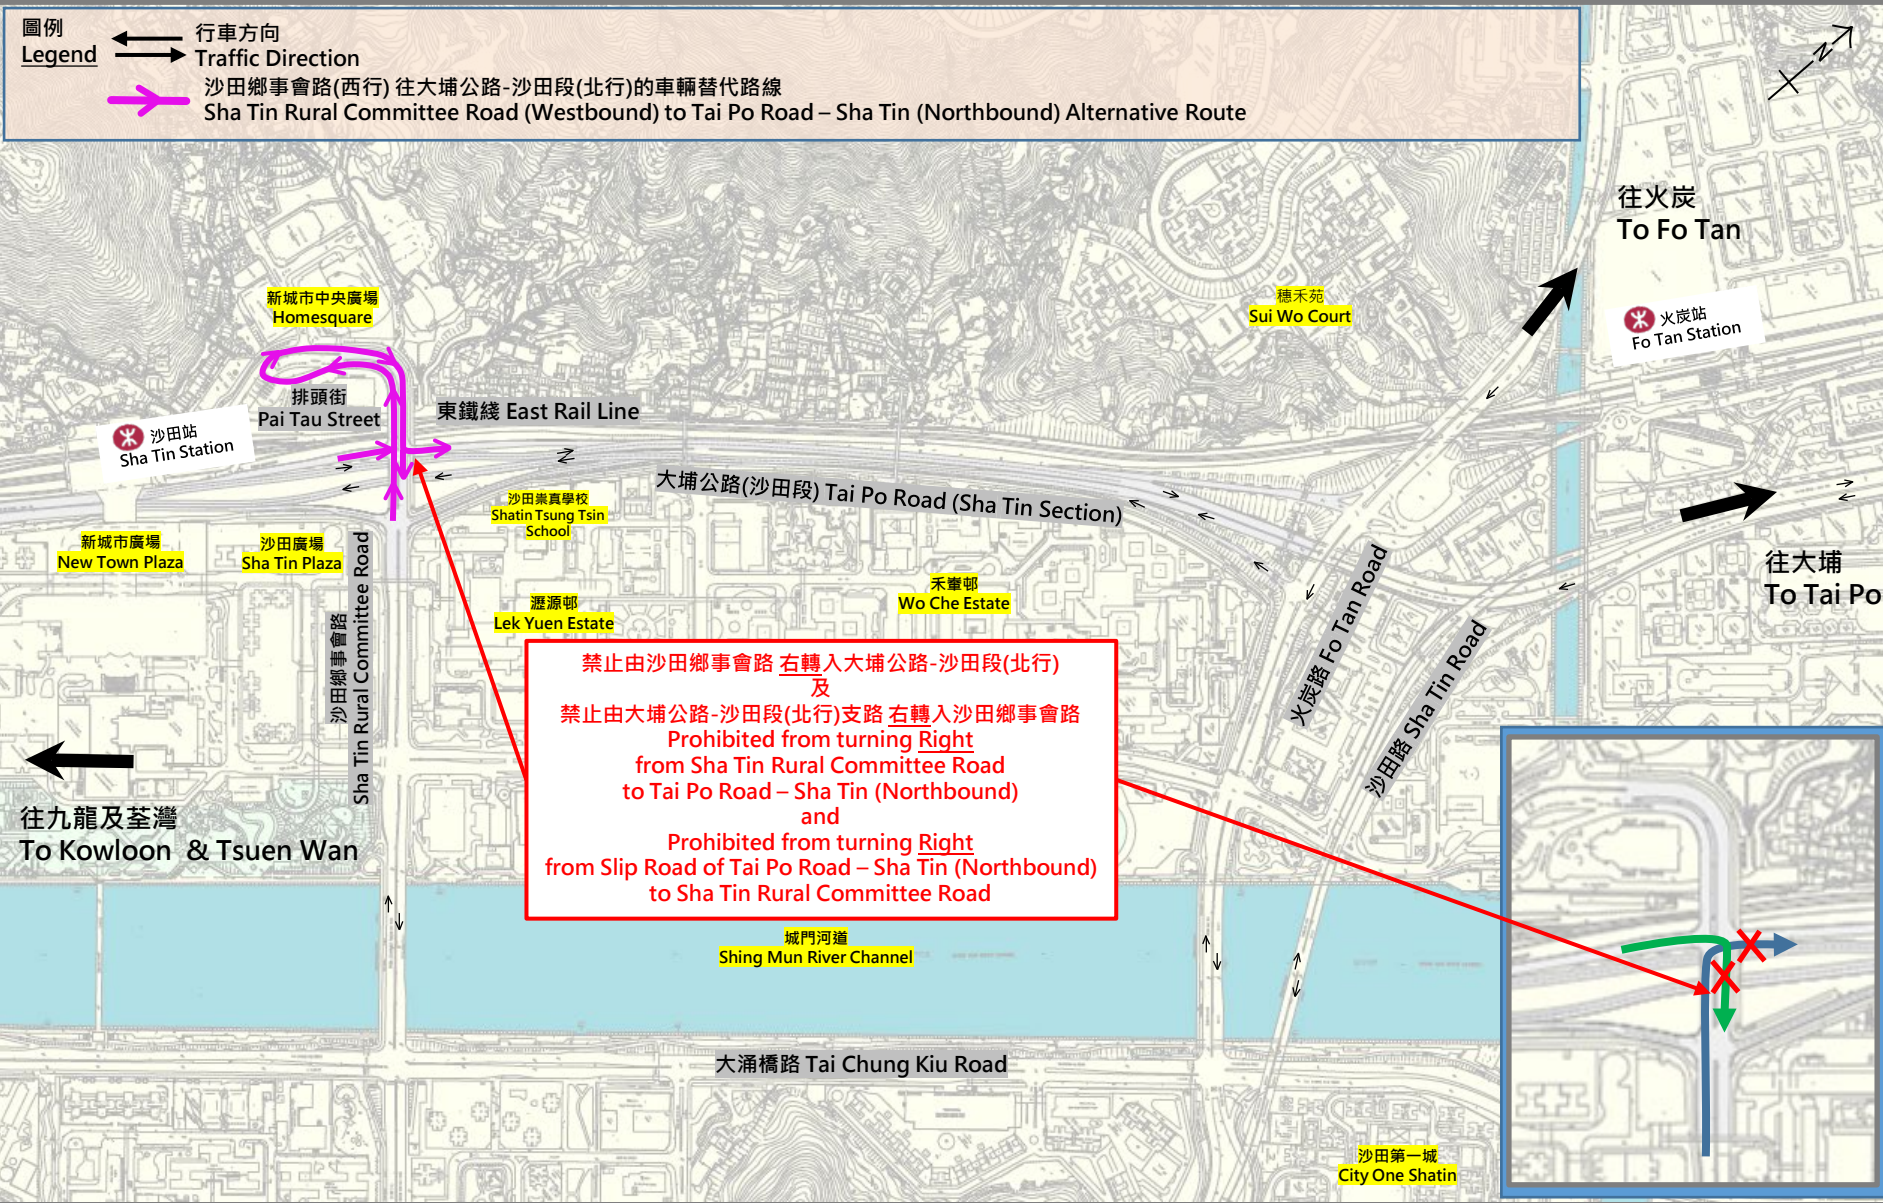 圖例
Legend
行車方向
Traffic Direction
沙田鄉事會路(西行) 往大埔公路-沙田段(北行)的車輛替代路線
Sha Tin Rural Committee Road (Westbound) to Tai Po Road – Sha Tin (Northbound) Alternative Route
N
往火炭
To Fo Tan
新城市中央廣場
Homesquare
穗禾苑
Sui Wo Court
火炭站
Fo Tan Station
排頭街
Pai Tau Street
東鐵綫 East Rail Line
沙田站
Sha Tin Station
大埔公路(沙田段) Tai Po Road (Sha Tin Section)
沙田崇真學校
Shatin Tsung Tsin
School
新城市廣場
New Town Plaza
沙田廣場
Sha Tin Plaza
沙田鄉事會路
Sha Tin Rural Committee Road
瀝源邨
Lek Yuen Estate
禾輋邨
Wo Che Estate
火炭路 Fo Tan Road
沙田路 Sha Tin Road
往大埔
To Tai Po
禁止由沙田鄉事會路 右轉入大埔公路-沙田段(北行)
及
禁止由大埔公路-沙田段(北行)支路 右轉入沙田鄉事會路
Prohibited from turning Right
from Sha Tin Rural Committee Road
to Tai Po Road – Sha Tin (Northbound)
and
Prohibited from turning Right
from Slip Road of Tai Po Road – Sha Tin (Northbound)
to Sha Tin Rural Committee Road
往九龍及荃灣
To Kowloon & Tsuen Wan
城門河道
Shing Mun River Channel
大涌橋路 Tai Chung Kiu Road
沙田第一城
City One Shatin